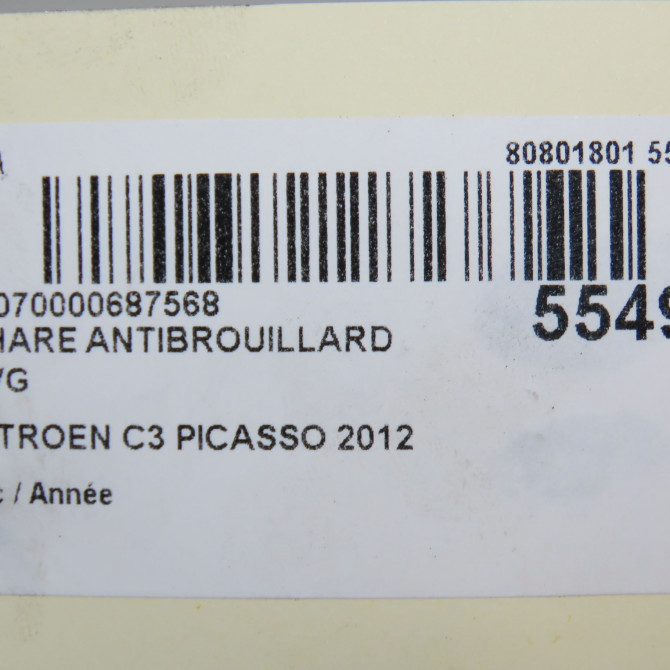 80801801 55
070000687568
5549
HARE ANTIBROUILLARD
/G
TROEN C3 PICASSO 2012
c / Année